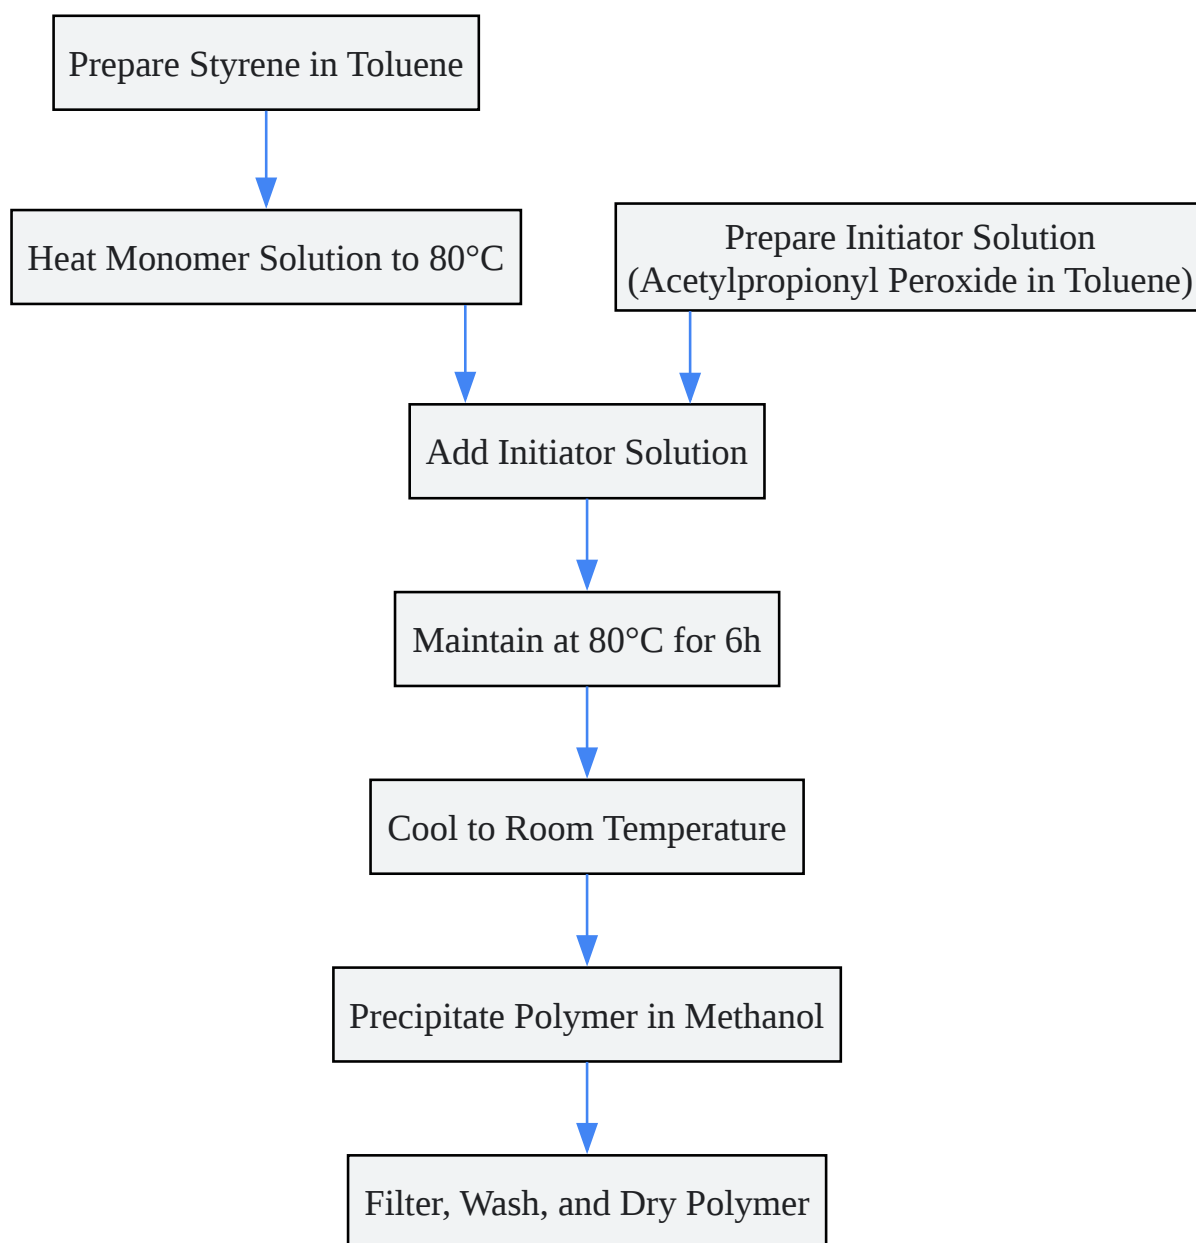 Prepare Styrene in Toluene
Heat Monomer Solution to 80°C
Prepare Initiator Solution
(Acetylpropionyl Peroxide in Toluene)
Add Initiator Solution
Maintain at 80°C for 6h
Cool to Room Temperature
Precipitate Polymer in Methanol
Filter, Wash, and Dry Polymer